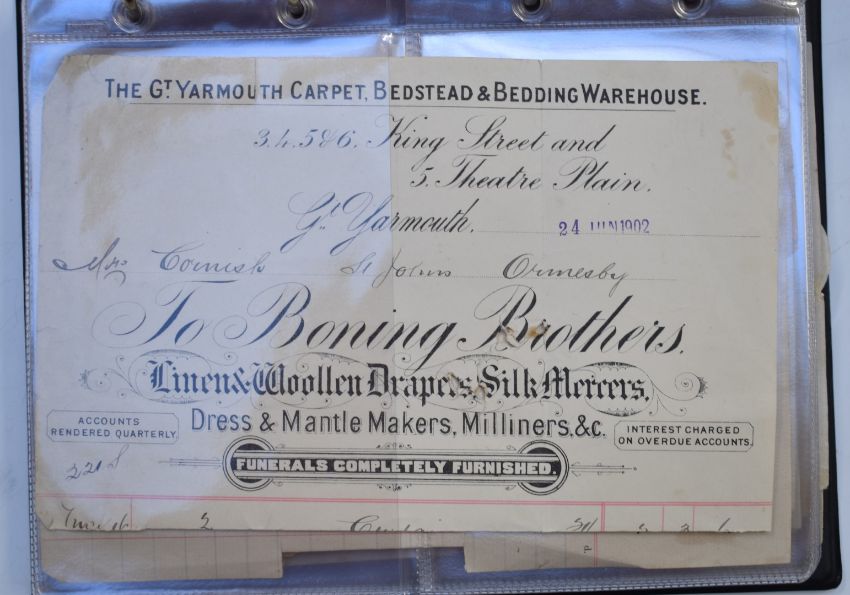 THE GT YARMOUTH CARPET, BEDSTEAD & BEDDING WAREHOUSE.
3. 4. 5 & 6. King Street and
5. Theatre Plain.
Gt Yarmouth. 24 JUN 1902
Mrs Cornish St Johns Ormesby
To Boning Brothers.
Linen & Woollen Drapers, Silk Mercers,
Dress & Mantle Makers, Milliners, &c.
ACCOUNTS
RENDERED QUARTERLY.
INTEREST CHARGED
ON OVERDUE ACCOUNTS.
FUNERALS COMPLETELY FURNISHED.
2